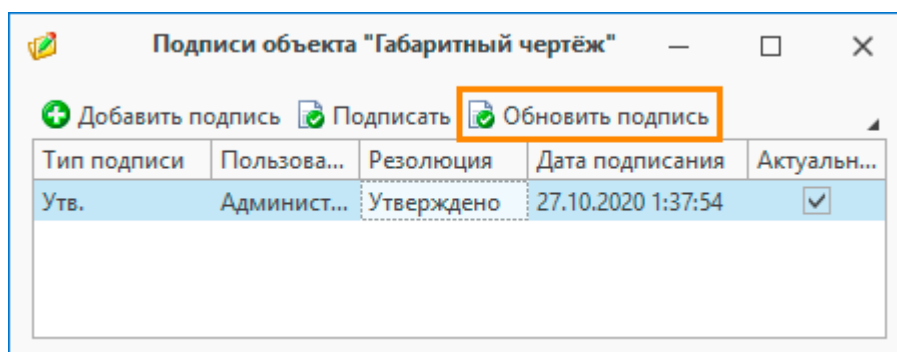 Подписи объекта "Габаритный чертёж"
Добавить подпись Подписать Обновить подпись
Тип подписи Пользова... Резолюция Дата подписания Актуальн...
Утв. Админист... Утверждено 27.10.2020 1:37:54